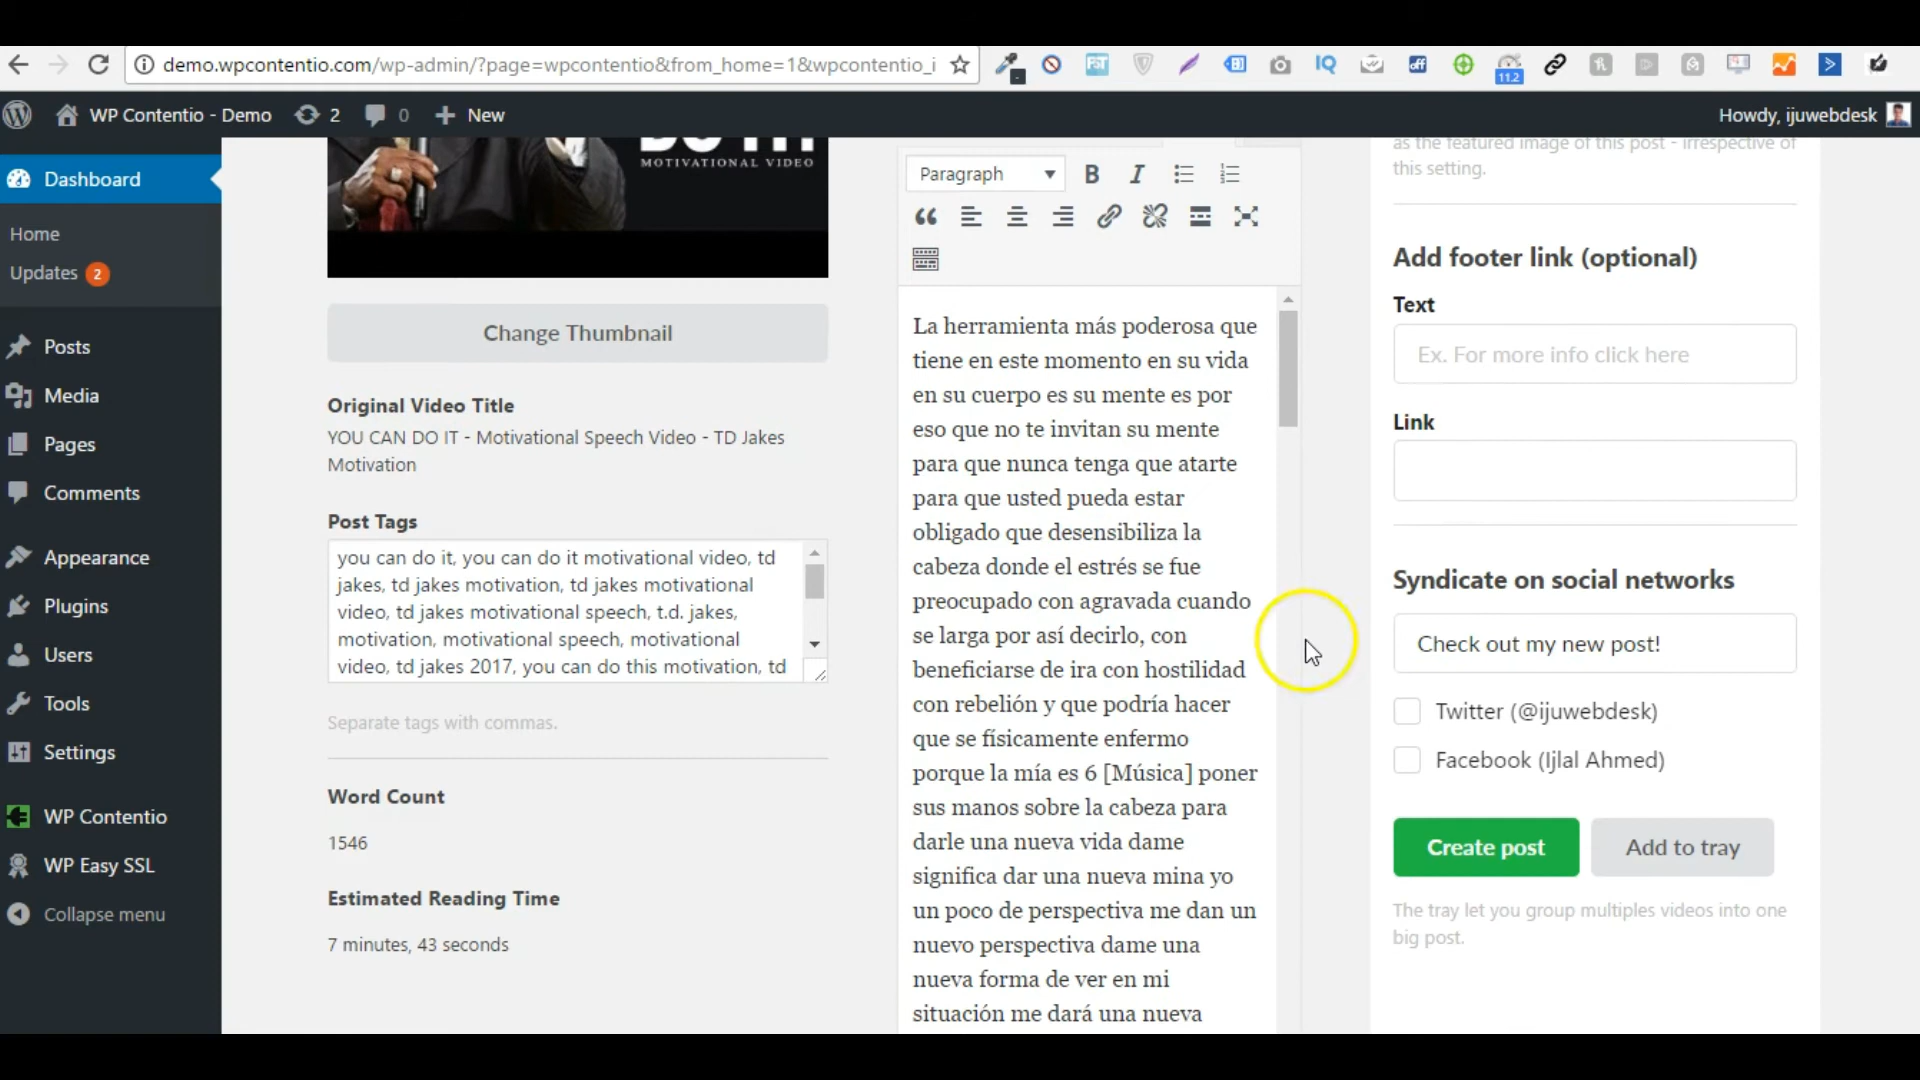 demo.wpcontentio.com/wp-admin/?page=wpcontentio&from_home=1&wpcontentio_i
11.2
WP Contentio - Demo
2
0
New
Howdy, ijuwebdesk
Dashboard
Home
Updates 2
Posts
Media
Pages
Comments
Appearance
Plugins
Users
Tools
Settings
WP Contentio
WP Easy SSL
Collapse menu
MOTIVATIONAL VIDEO
Change Thumbnail
Original Video Title
YOU CAN DO IT - Motivational Speech Video - TD Jakes
Motivation
Post Tags
you can do it, you can do it motivational video, td
jakes, td jakes motivation, td jakes motivational
video, td jakes motivational speech, t.d. jakes,
motivation, motivational speech, motivational
video, td jakes 2017, you can do this motivation, td
Separate tags with commas.
Word Count
1546
Estimated Reading Time
7 minutes, 43 seconds
Paragraph
B I
La herramienta más poderosa que
tiene en este momento en su vida
en su cuerpo es su mente es por
eso que no te invitan su mente
para que nunca tenga que atarte
para que usted pueda estar
obligado que desensibiliza la
cabeza donde el estrés se fue
preocupado con agravada cuando
se larga por así decirlo, con
beneficiarse de ira con hostilidad
con rebelión y que podría hacer
que se físicamente enfermo
porque la mía es 6 [Música] poner
sus manos sobre la cabeza para
darle una nueva vida dame
significa dar una nueva mina yo
un poco de perspectiva me dan un
nuevo perspectiva dame una
nueva forma de ver en mi
situación me dará una nueva
as the featured image of this post - irrespective of
this setting.
Add footer link (optional)
Text
Ex. For more info click here
Link
Syndicate on social networks
Check out my new post!
Twitter (@ijuwebdesk)
Facebook (Ijlal Ahmed)
Create post
Add to tray
The tray let you group multiples videos into one
big post.